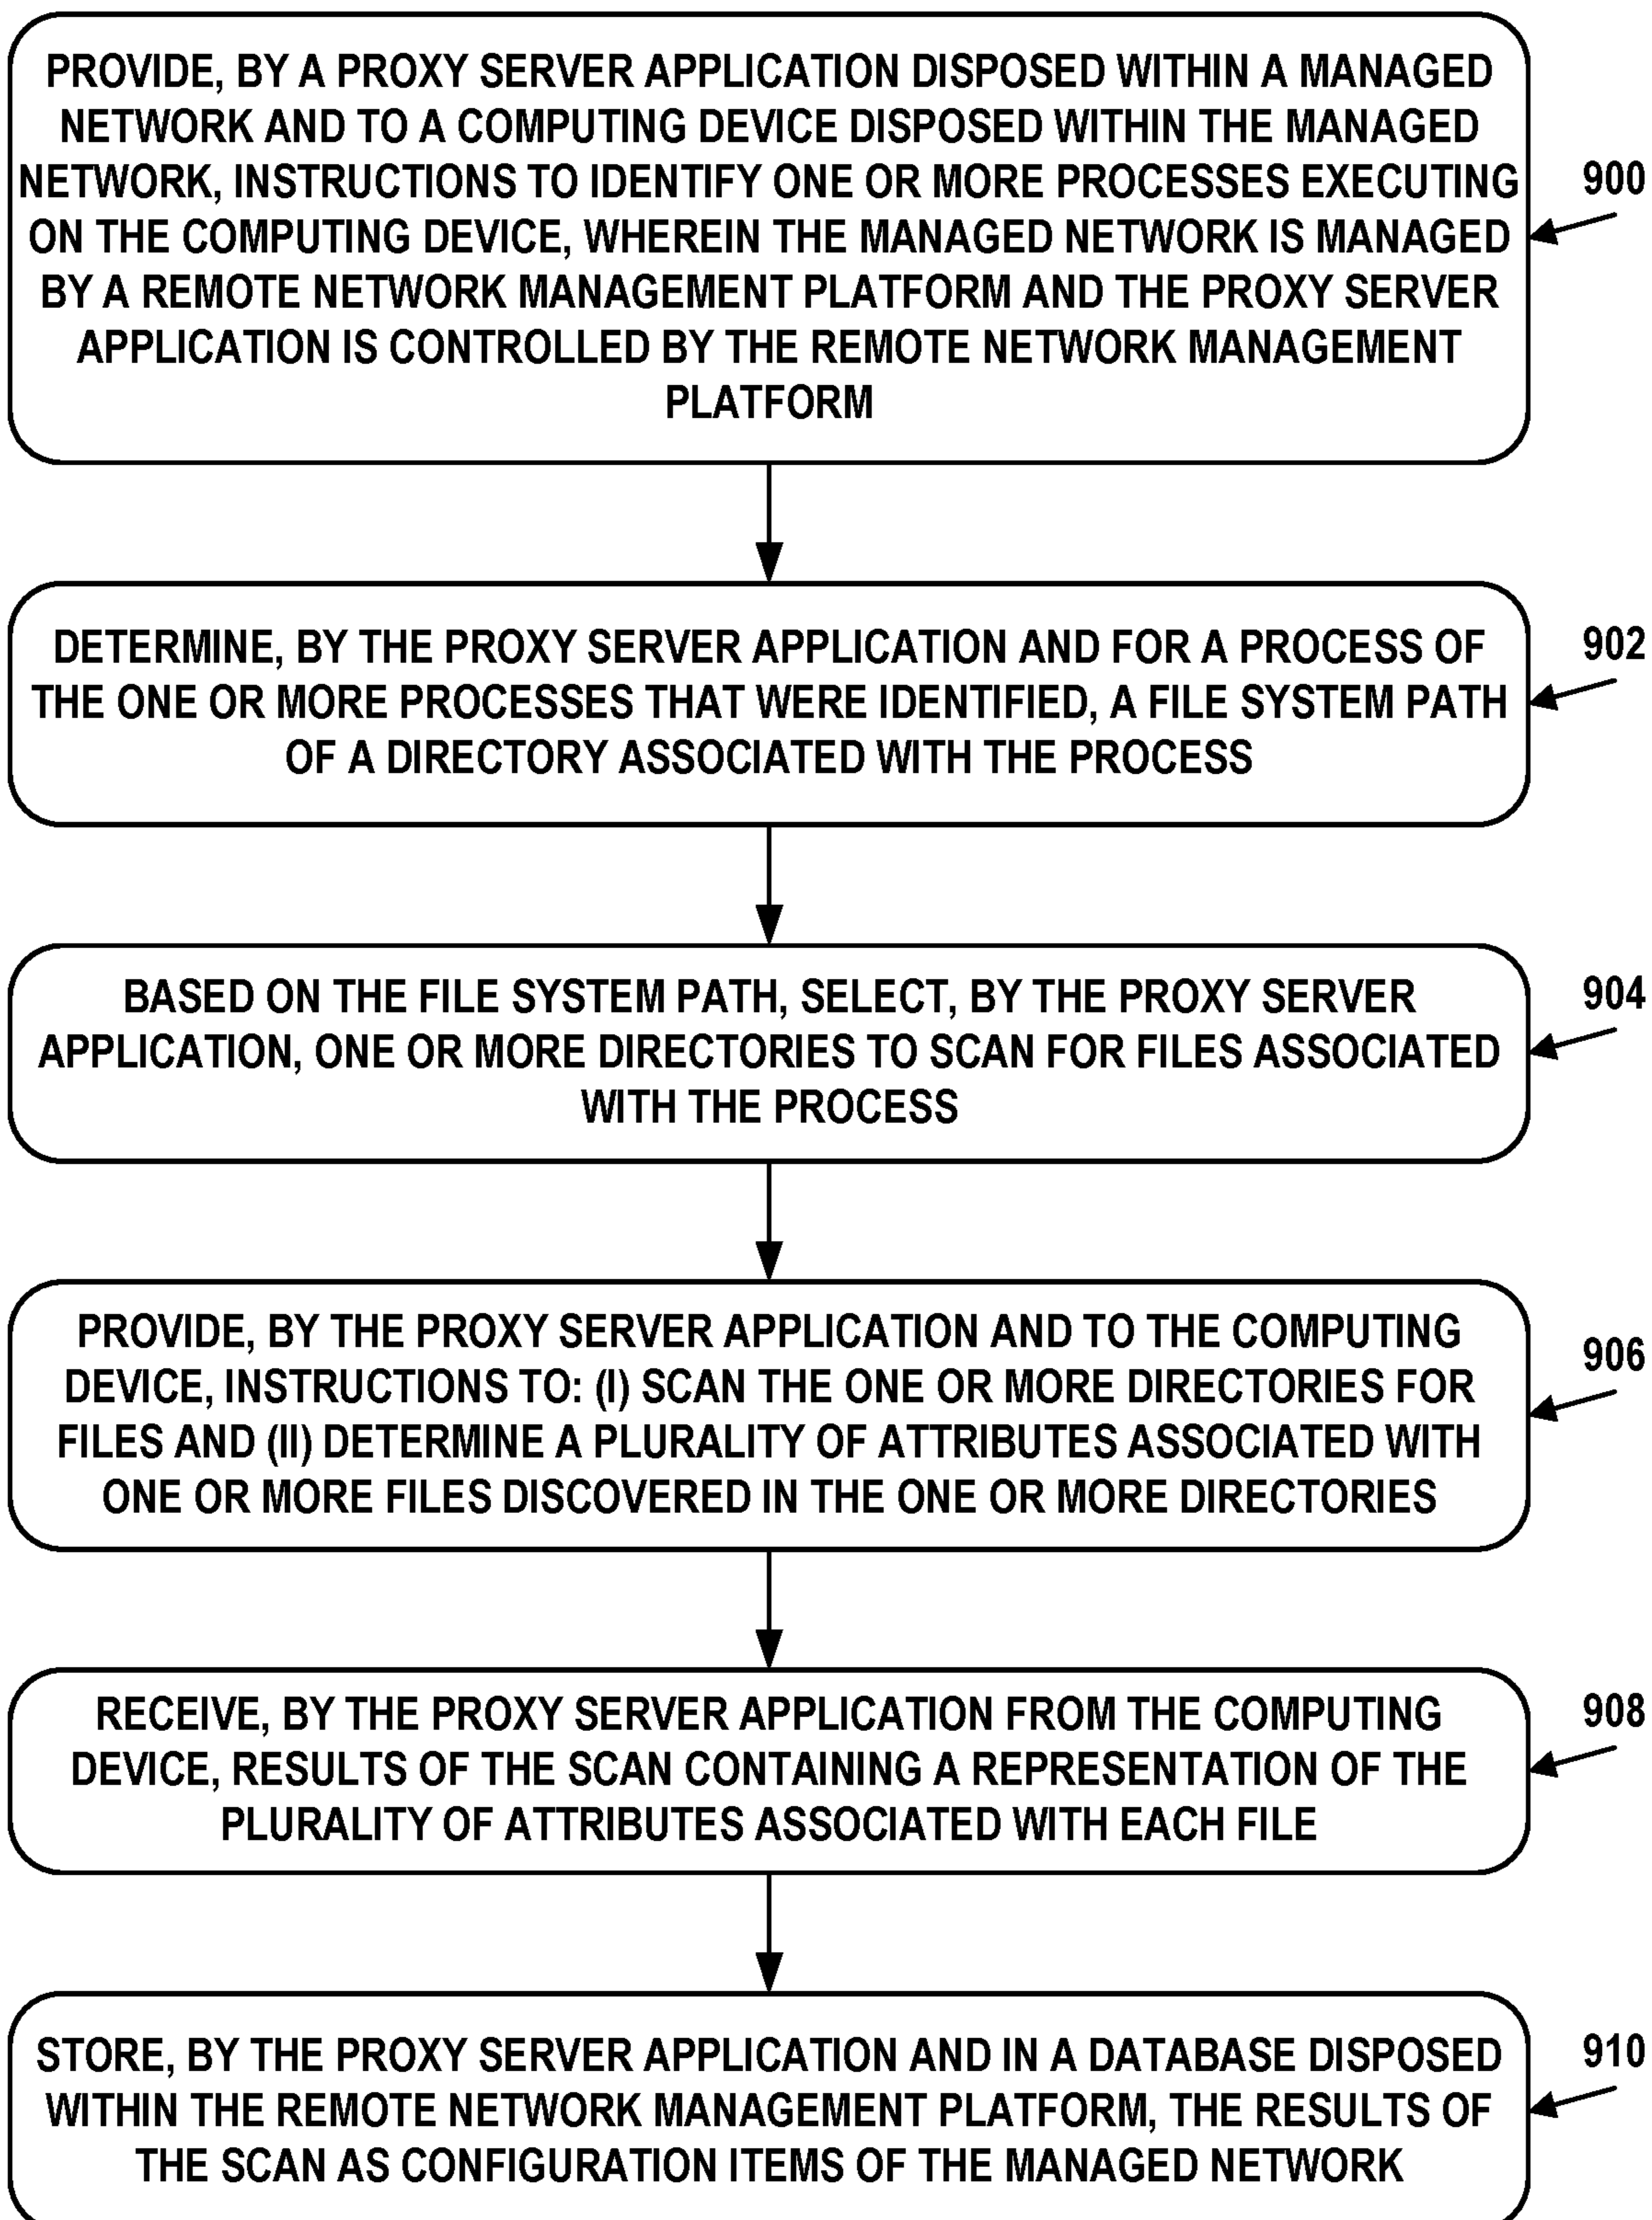 PROVIDE, BY A PROXY SERVER APPLICATION DISPOSED WITHIN A MANAGED
NETWORK AND TO A COMPUTING DEVICE DISPOSED WITHIN THE MANAGED
NETWORK, INSTRUCTIONS TO IDENTIFY ONE OR MORE PROCESSES EXECUTING
ON THE COMPUTING DEVICE, WHEREIN THE MANAGED NETWORK IS MANAGED
BY A REMOTE NETWORK MANAGEMENT PLATFORM AND THE PROXY SERVER
APPLICATION IS CONTROLLED BY THE REMOTE NETWORK MANAGEMENT
PLATFORM
900
DETERMINE, BY THE PROXY SERVER APPLICATION AND FOR A PROCESS OF
THE ONE OR MORE PROCESSES THAT WERE IDENTIFIED, A FILE SYSTEM PATH
OF A DIRECTORY ASSOCIATED WITH THE PROCESS
902
BASED ON THE FILE SYSTEM PATH, SELECT, BY THE PROXY SERVER
APPLICATION, ONE OR MORE DIRECTORIES TO SCAN FOR FILES ASSOCIATED
WITH THE PROCESS
904
PROVIDE, BY THE PROXY SERVER APPLICATION AND TO THE COMPUTING
DEVICE, INSTRUCTIONS TO: (I) SCAN THE ONE OR MORE DIRECTORIES FOR
FILES AND (II) DETERMINE A PLURALITY OF ATTRIBUTES ASSOCIATED WITH
ONE OR MORE FILES DISCOVERED IN THE ONE OR MORE DIRECTORIES
906
RECEIVE, BY THE PROXY SERVER APPLICATION FROM THE COMPUTING
DEVICE, RESULTS OF THE SCAN CONTAINING A REPRESENTATION OF THE
PLURALITY OF ATTRIBUTES ASSOCIATED WITH EACH FILE
908
STORE, BY THE PROXY SERVER APPLICATION AND IN A DATABASE DISPOSED
WITHIN THE REMOTE NETWORK MANAGEMENT PLATFORM, THE RESULTS OF
THE SCAN AS CONFIGURATION ITEMS OF THE MANAGED NETWORK
910